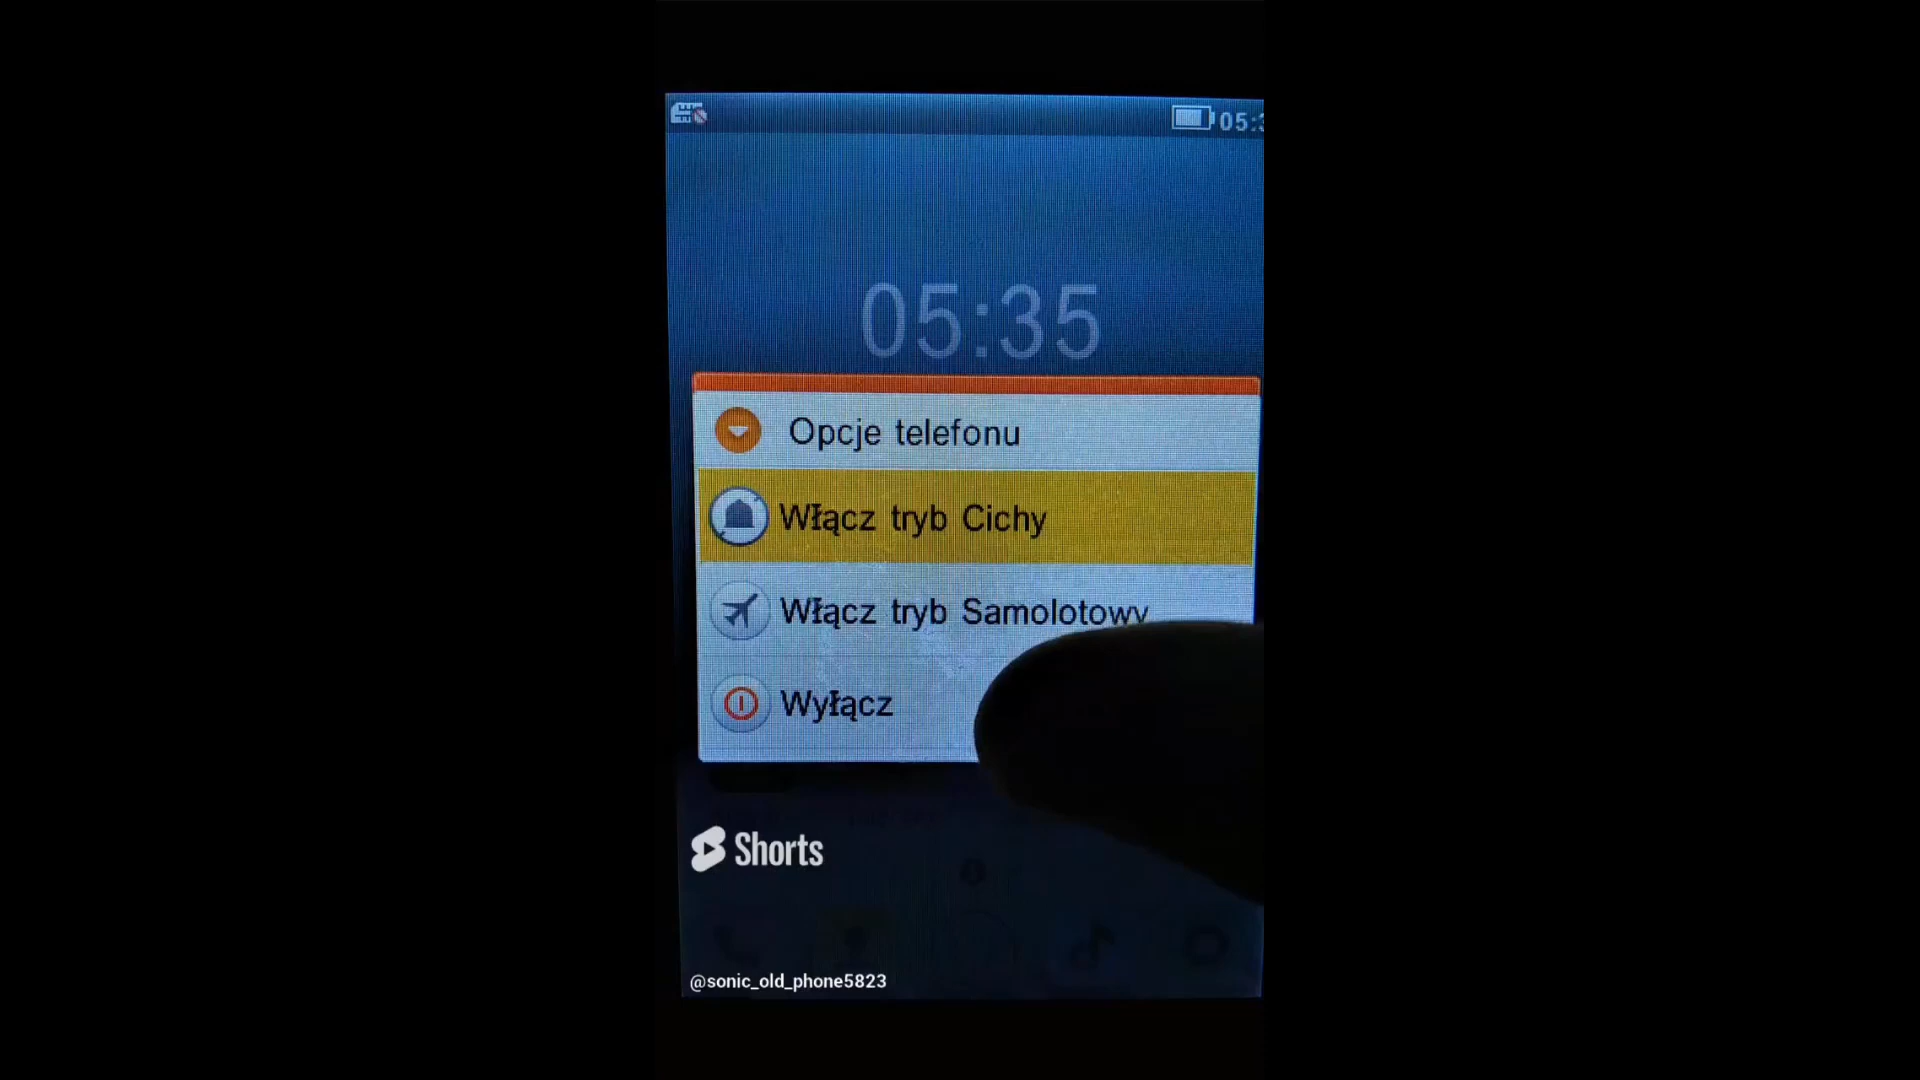 05:3
05:35
Opcje telefonu
Włącz tryb Cichy
Włącz tryb Samolotowy
Wyłącz
Shorts
@sonic_old_phone5823